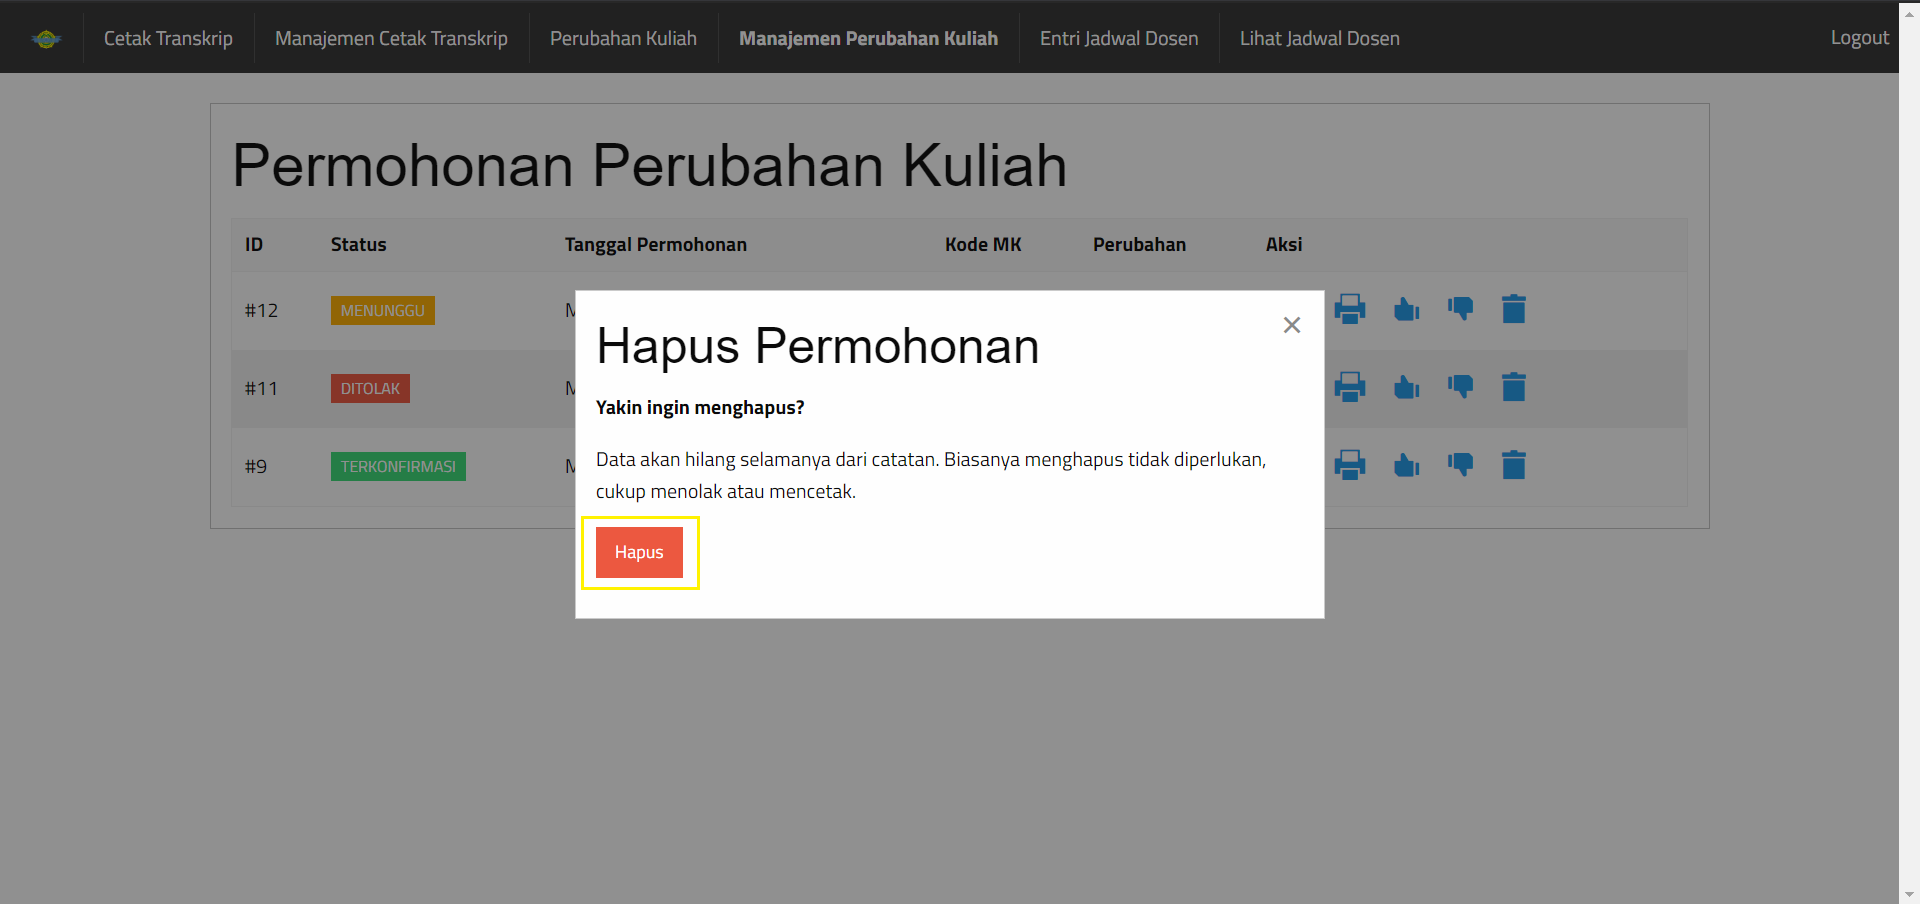 Cetak Transkrip
Manajemen Cetak Transkrip
Perubahan Kuliah
Manajemen Perubahan Kuliah
Entri Jadwal Dosen
Lihat Jadwal Dosen
Logout
Permohonan Perubahan Kuliah
ID Status Tanggal Permohonan Kode MK Perubahan Aksi
#12 MENUNGGU M
#11 DITOLAK M
#9 TERKONFIRMASI M
Hapus Permohonan
Yakin ingin menghapus?
Data akan hilang selamanya dari catatan. Biasanya menghapus tidak diperlukan,
cukup menolak atau mencetak.
Hapus